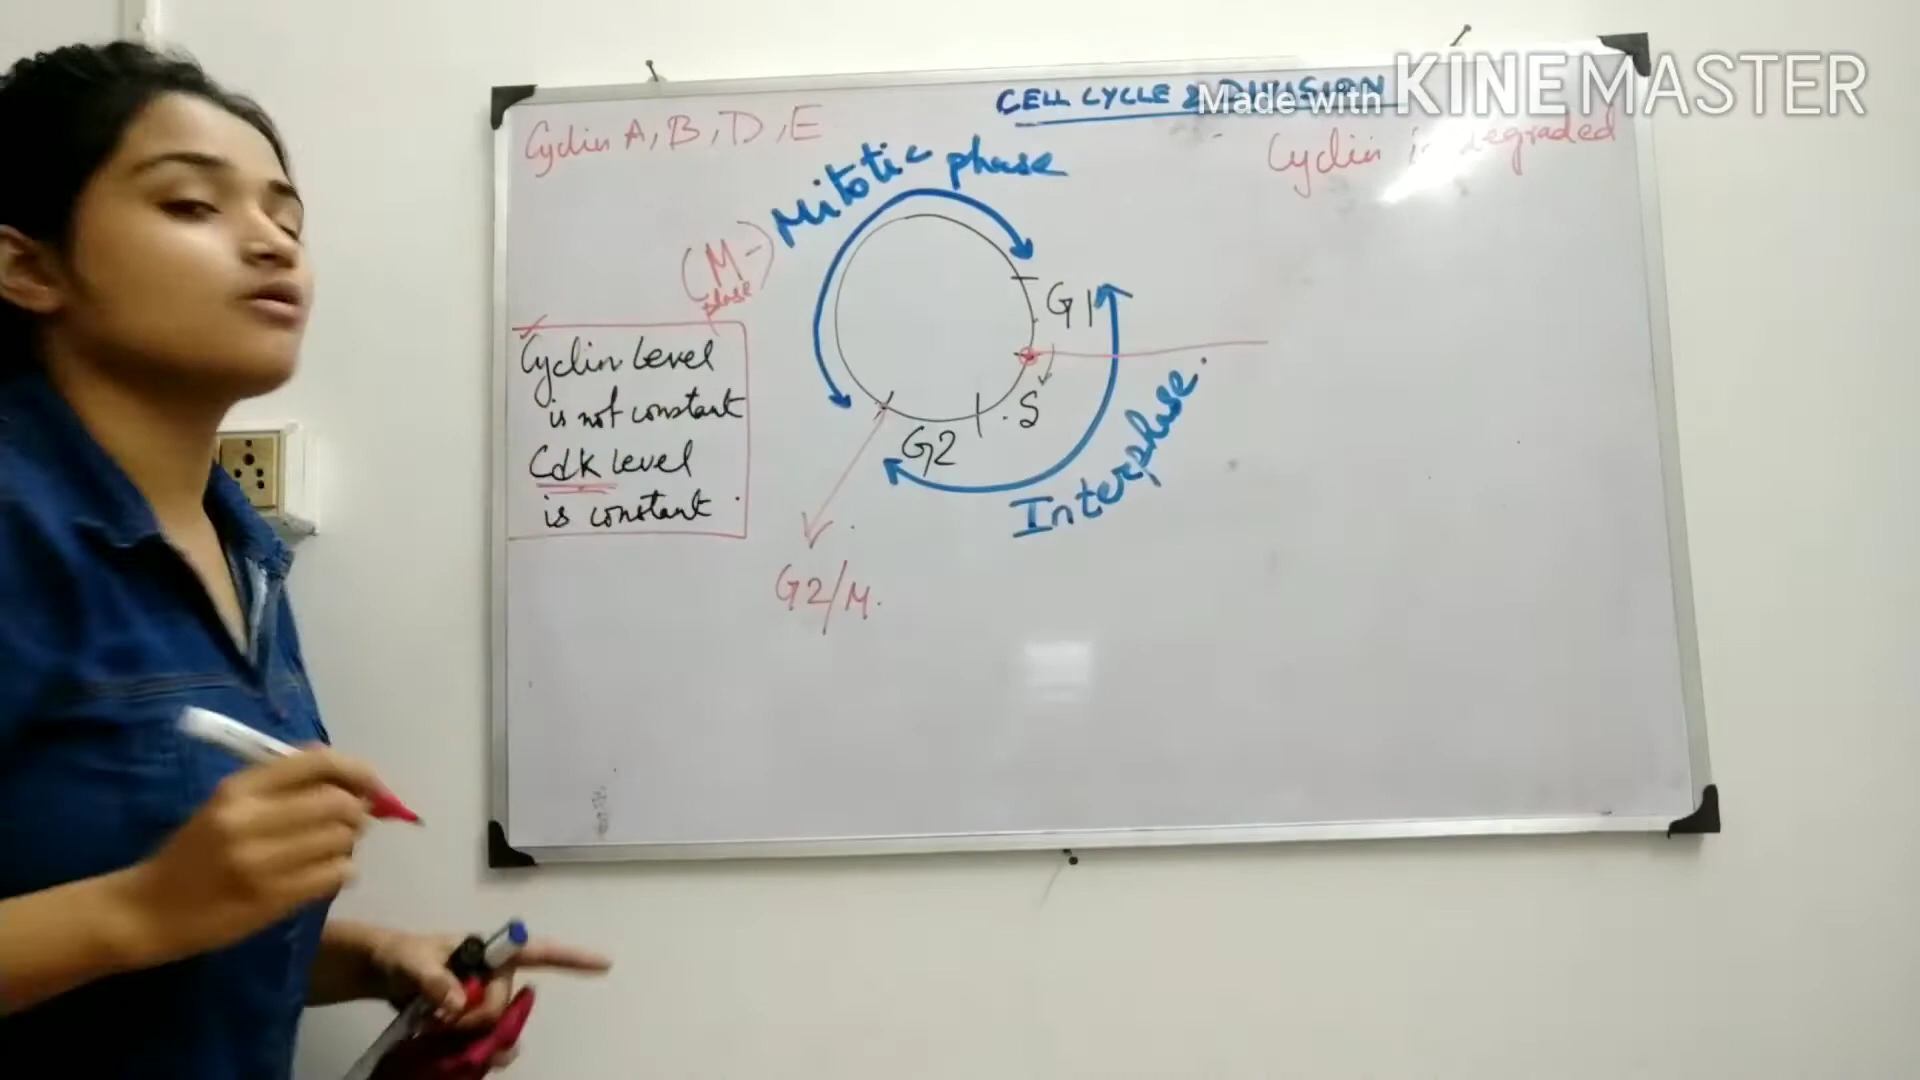 CELL CYCLE & DIVISION
Made with KINEMASTER
Cyclin A, B, D, E
Cyclin is degraded
Mitotic phase
(M-
phase)
G1
S
G2
Interphase.
Cyclin Level
is not constant
Cdk level
is constant.
G2/M.